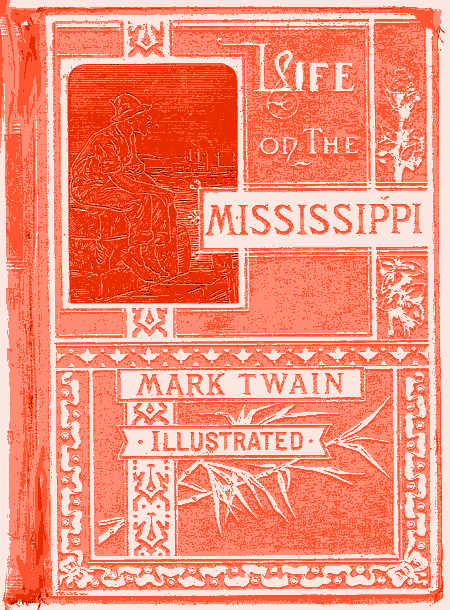 LIFE
ON THE
MISSISSIPPI
MARK TWAIN
· ILLUSTRATED ·